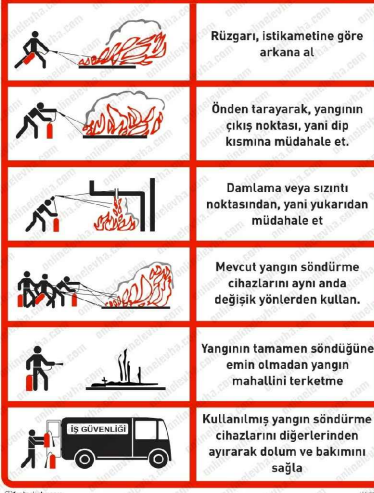 Rüzgarı, istikametine göre
arkana al
Önden tarayarak, yangının
çıkış noktası, yani dip
kısmına müdahale et.
Damlama veya sızıntı
noktasından, yani yukarıdan
müdahale et
Mevcut yangın söndürme
cihazlarını aynı anda
değişik yönlerden kullan.
Yangının tamamen söndüğüne
emin olmadan yangın
mahallini terketme
İŞ GÜVENLİĞİ
Kullanılmış yangın söndürme
cihazlarını diğerlerinden
ayırarak dolum ve bakımını
sağla
onlinelevha.com